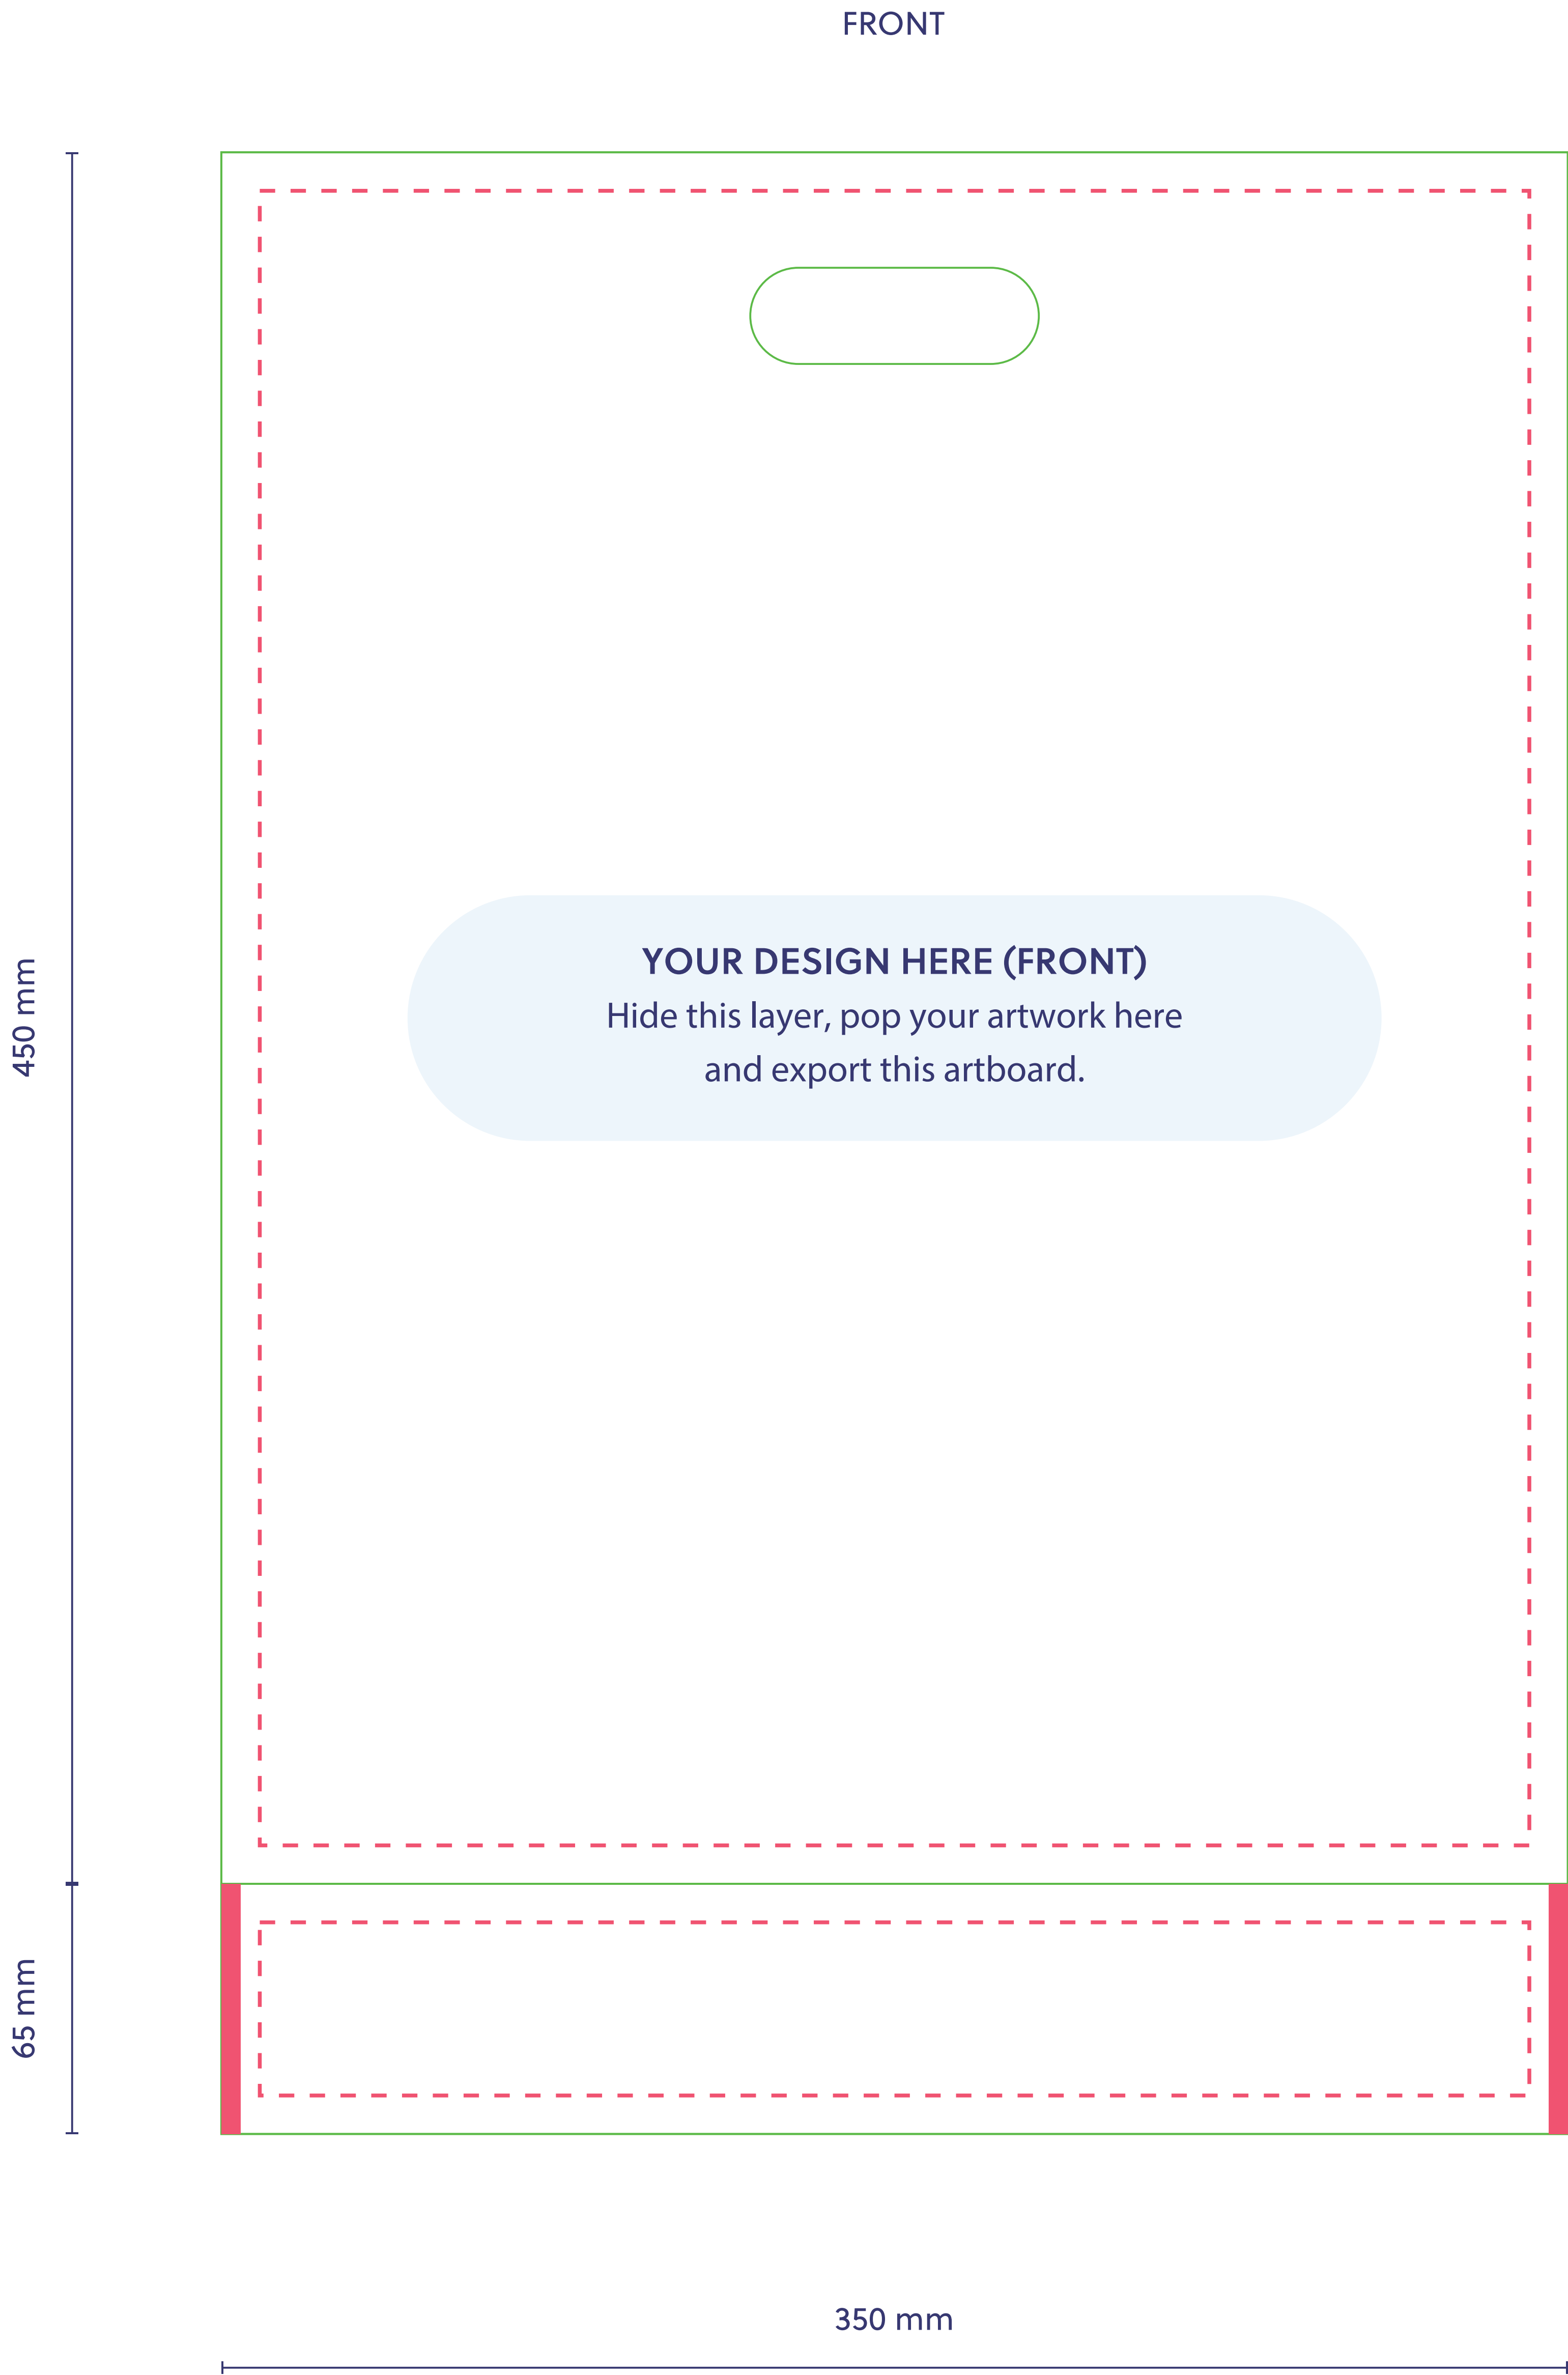 FRONT
450 mm
YOUR DESIGN HERE (FRONT)
Hide this layer, pop your artwork here
and export this artboard.
65 mm
350 mm